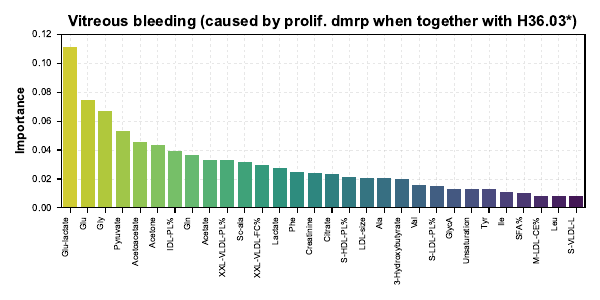 Vitreous bleeding (caused by prolif. dmrp when together with H36.03*)
0.12
0.10
0.08
0.06
0.04
0.02
0.00
Importance
Glu-lactate
Glu
Gly
Pyruvate
Acetoacetate
Acetone
IDL-PL%
Gln
Acetate
XXL-VLDL-PL%
Sc-ala
XXL-VLDL-FC%
Lactate
Phe
Creatinine
Citrate
S-HDL-PL%
LDL-size
Ala
3-Hydroxybutyrate
Val
S-LDL-PL%
GlycA
Unsaturation
Tyr
Ile
SFA%
M-LDL-CE%
Leu
S-VLDL-L